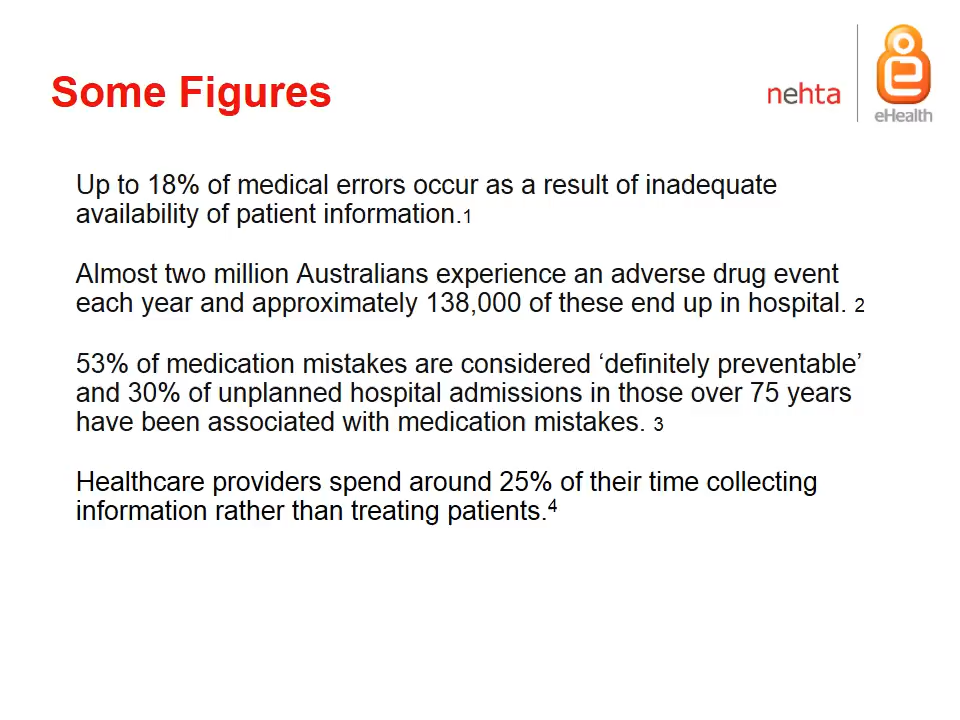 Some Figures
nehta
eHealth
Up to 18% of medical errors occur as a result of inadequate
availability of patient information.1
Almost two million Australians experience an adverse drug event
each year and approximately 138,000 of these end up in hospital. 2
53% of medication mistakes are considered ‘definitely preventable’
and 30% of unplanned hospital admissions in those over 75 years
have been associated with medication mistakes. 3
Healthcare providers spend around 25% of their time collecting
information rather than treating patients.4